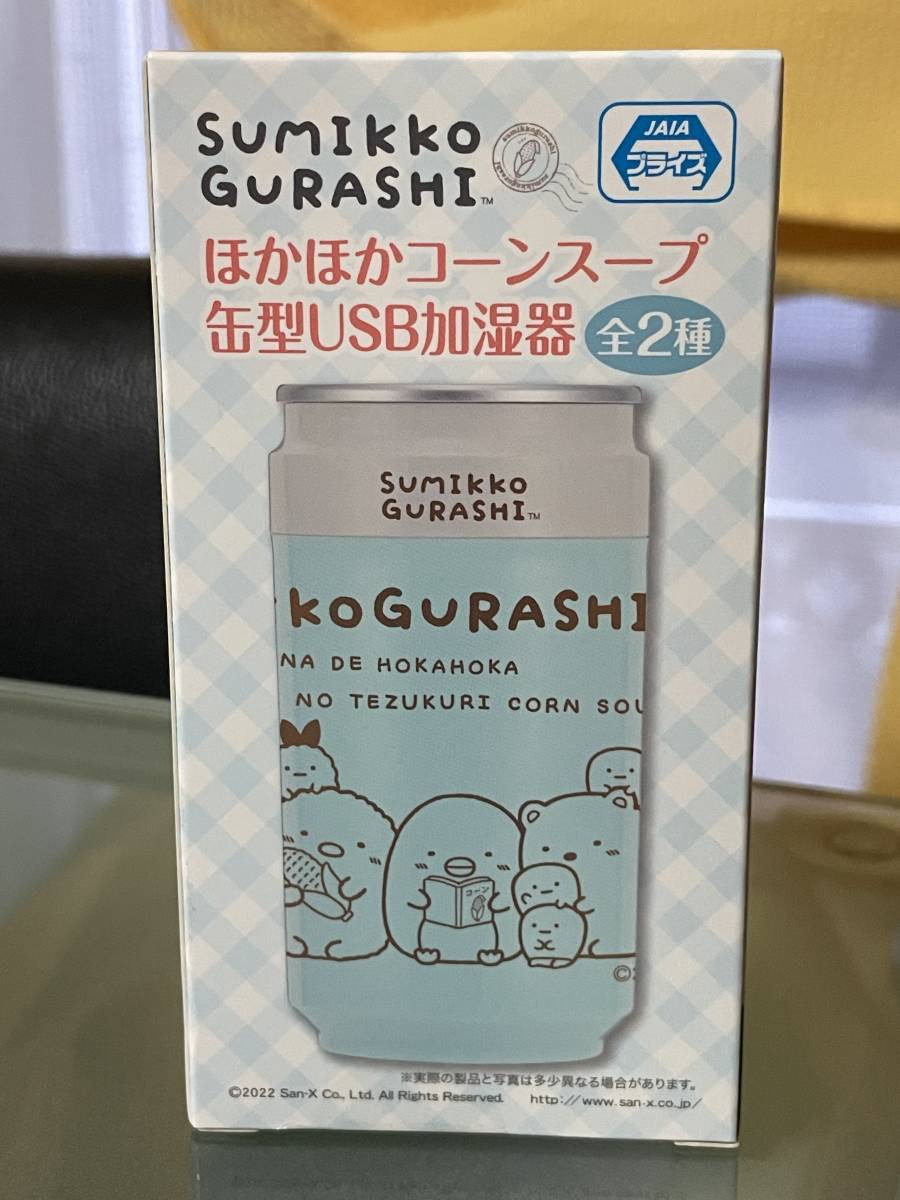 SUMIKKO
GURASHI™
sumikkogurashi
JAIA
プライズ
ほかほかコーンスープ
缶型USB加湿器
全2種
SUMIKKO
GURASHI™
KOGURASHI
NA DE HOKAHOKA
NO TEZUKURI CORN SOU
コーン
©
※実際の製品と写真は多少異なる場合があります。
©2022 San-X Co., Ltd. All Rights Reserved. http://www.san-x.co.jp/